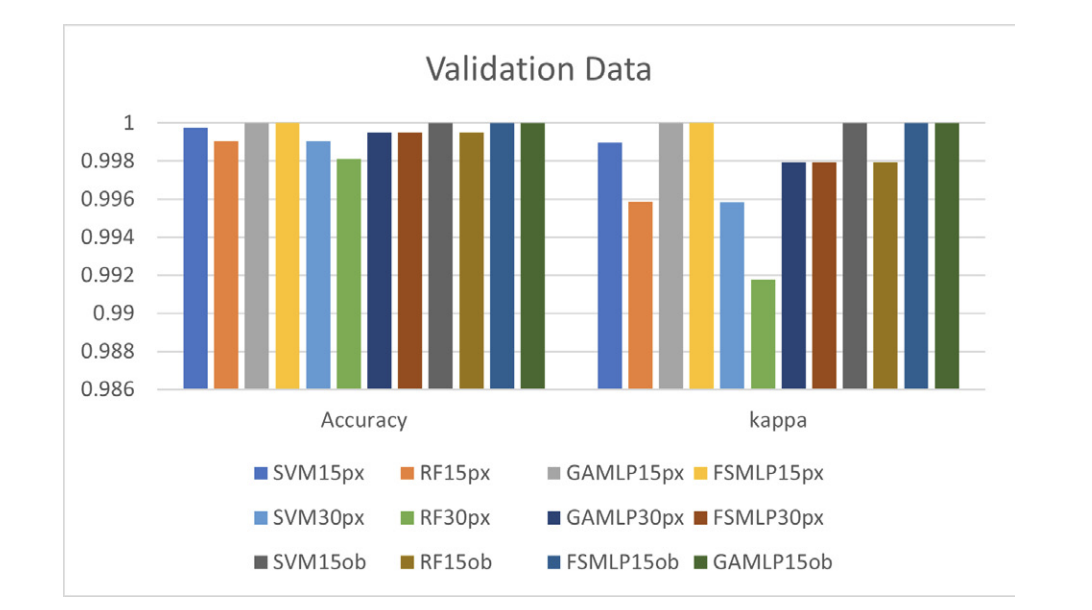 Validation Data
1
0.998
0.996
0.994
0.992
0.99
0.988
0.986
Accuracy kappa
SVM15px RF15px GAMLP15px FSMLP15px
SVM30px RF30px GAMLP30px FSMLP30px
SVM15ob RF15ob FSMLP15ob GAMLP15ob